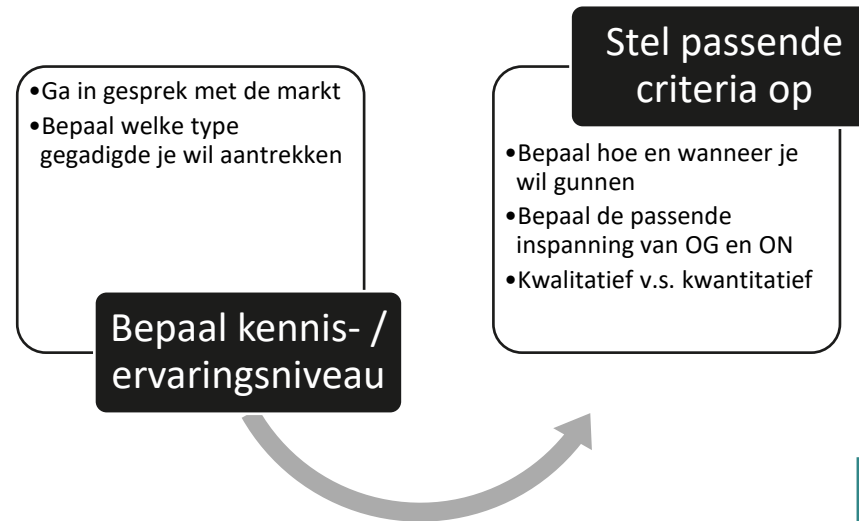 •Ga in gesprek met de markt
•Bepaal welke type
gegadigde je wil aantrekken
Bepaal kennis- /
ervaringsniveau
Stel passende
criteria op
•Bepaal hoe en wanneer je
wil gunnen
•Bepaal de passende
inspanning van OG en ON
•Kwalitatief v.s. kwantitatief